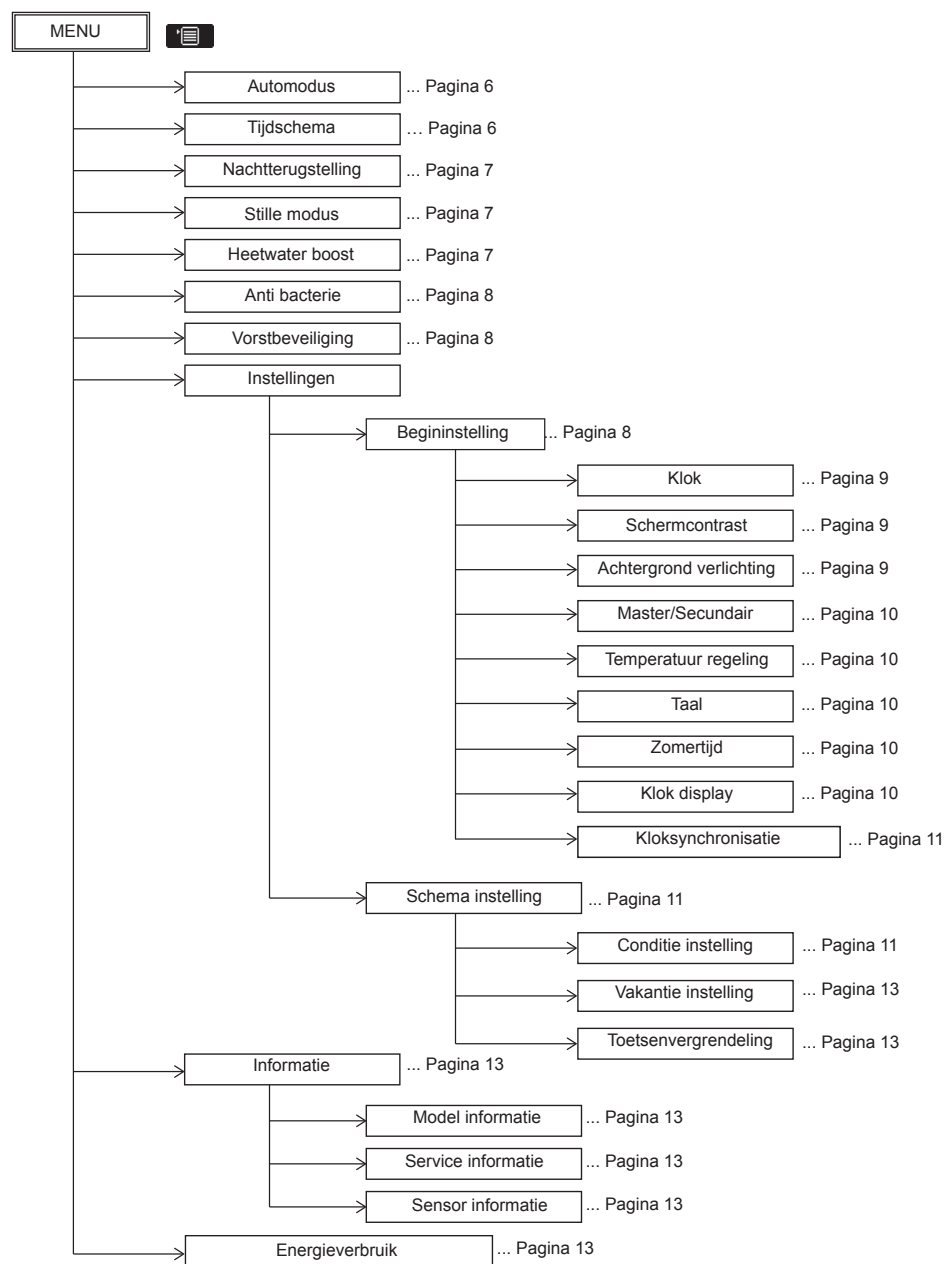 MENU
Automodus ... Pagina 6
Tijdschema ... Pagina 6
Nachtterugstelling ... Pagina 7
Stille modus ... Pagina 7
Heetwater boost ... Pagina 7
Anti bacterie ... Pagina 8
Vorstbeveiliging ... Pagina 8
Instellingen
Begininstelling ... Pagina 8
Klok ... Pagina 9
Schermcontrast ... Pagina 9
Achtergrond verlichting ... Pagina 9
Master/Secundair ... Pagina 10
Temperatuur regeling ... Pagina 10
Taal ... Pagina 10
Zomertijd ... Pagina 10
Klok display ... Pagina 10
Kloksynchronisatie ... Pagina 11
Schema instelling ... Pagina 11
Conditie instelling ... Pagina 11
Vakantie instelling ... Pagina 13
Toetsenvergrendeling ... Pagina 13
Informatie ... Pagina 13
Model informatie ... Pagina 13
Service informatie ... Pagina 13
Sensor informatie ... Pagina 13
Energieverbruik ... Pagina 13